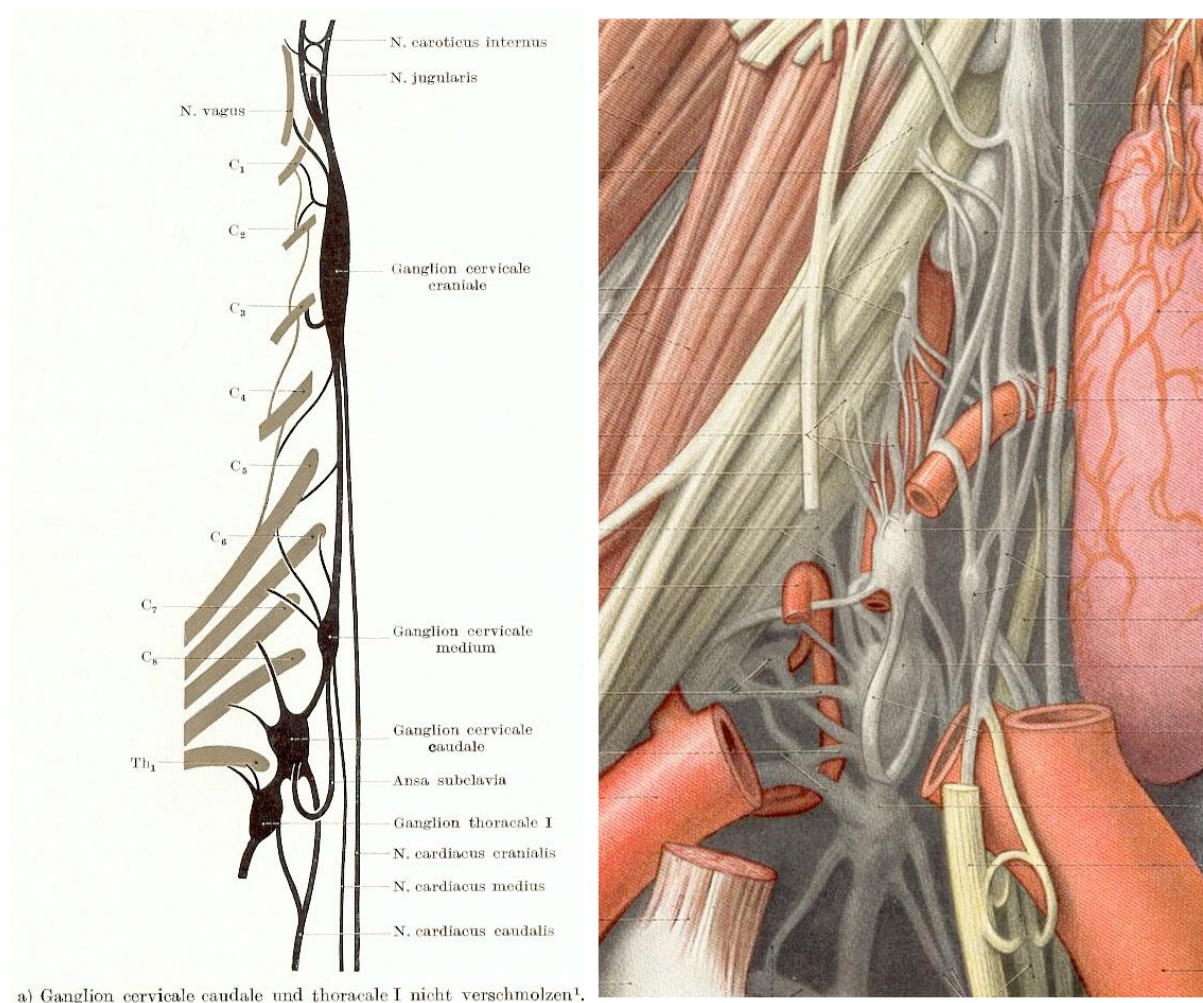 N. caroticus internus
N. jugularis
N. vagus
C₁
C₂
Ganglion cervicale
craniale
C₃
C₄
C₅
C₆
C₇
Ganglion cervicale
medium
C₈
Ganglion cervicale
caudale
Th₁
Ansa subclavia
Ganglion thoracale I
N. cardiacus cranialis
N. cardiacus medius
N. cardiacus caudalis
a) Ganglion cervicale caudale und thoracale I nicht verschmolzen¹.